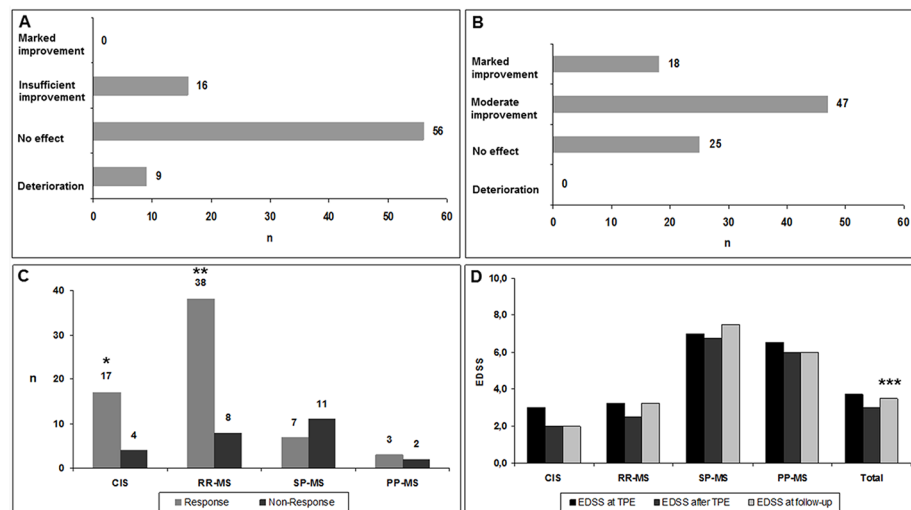 A
Marked improvement
0
Insufficient improvement
16
No effect
56
Deterioration
9
0 10 20 30 40 50 60
n
B
Marked improvement
18
Moderate improvement
47
No effect
25
Deterioration
0
0 10 20 30 40 50 60
n
C
40
30
20
10
0
n
*
17
4
**
38
8
7
11
3
2
CIS RR-MS SP-MS PP-MS
Response Non-Response
D
10,0
8,0
6,0
4,0
2,0
0,0
EDSS
***
CIS RR-MS SP-MS PP-MS Total
EDSS at TPE EDSS after TPE EDSS at follow-up